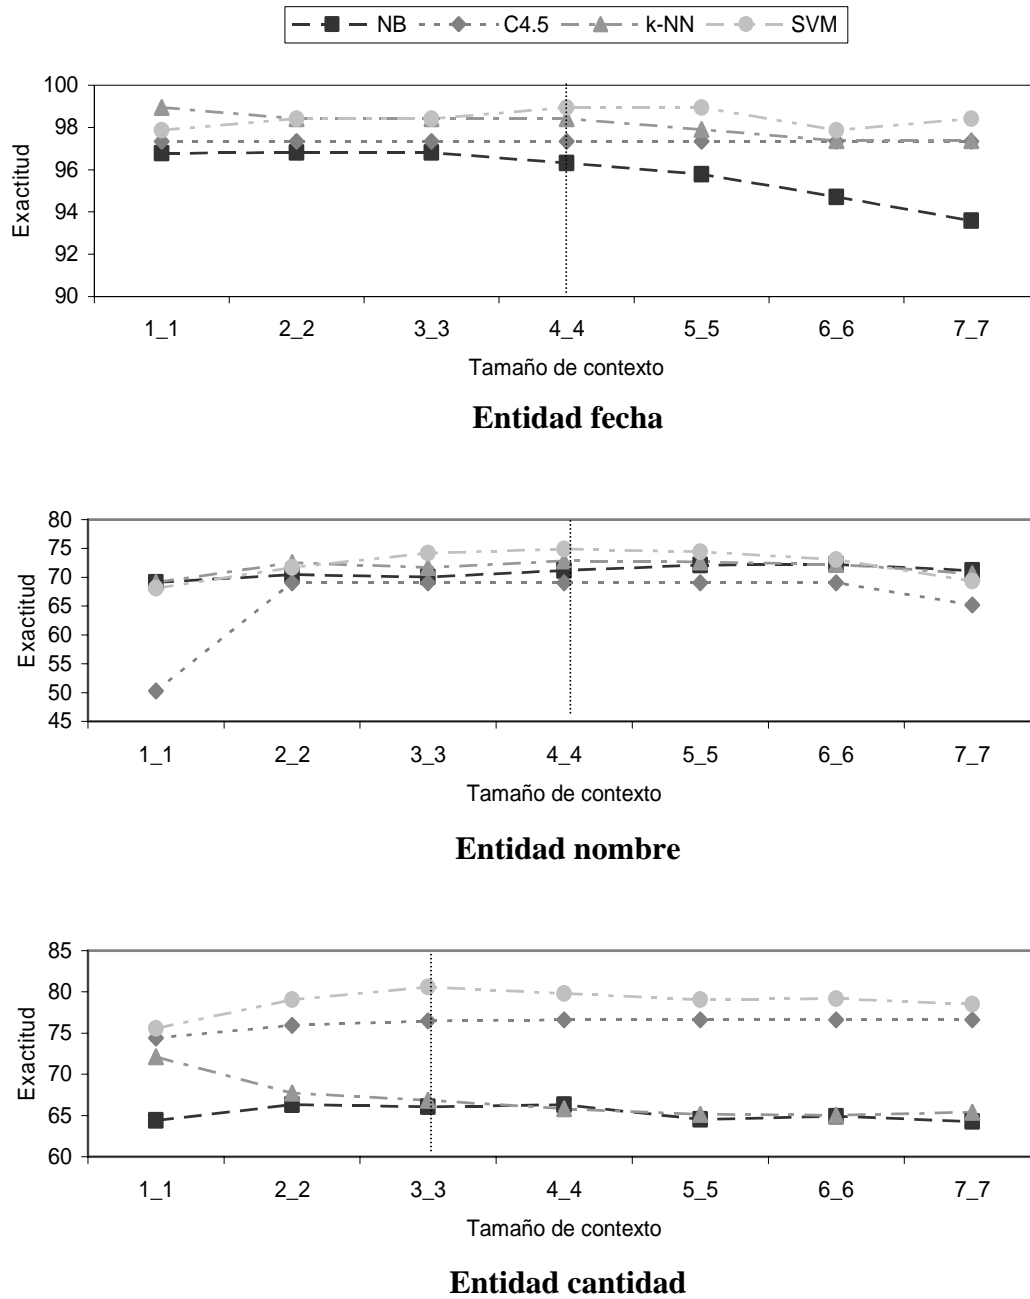 NB C4.5 k-NN SVM
100
98
96
94
92
90
Exactitud
1_1 2_2 3_3 4_4 5_5 6_6 7_7
Tamaño de contexto
Entidad fecha
80
75
70
65
60
55
50
45
Exactitud
1_1 2_2 3_3 4_4 5_5 6_6 7_7
Tamaño de contexto
Entidad nombre
85
80
75
70
65
60
Exactitud
1_1 2_2 3_3 4_4 5_5 6_6 7_7
Tamaño de contexto
Entidad cantidad